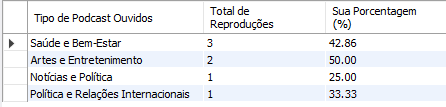 Tipo de Podcast Ouvidos Total de Reproduções Sua Porcentagem (%)
Saúde e Bem-Estar 3 42.86
Artes e Entretenimento 2 50.00
Notícias e Política 1 25.00
Política e Relações Internacionais 1 33.33